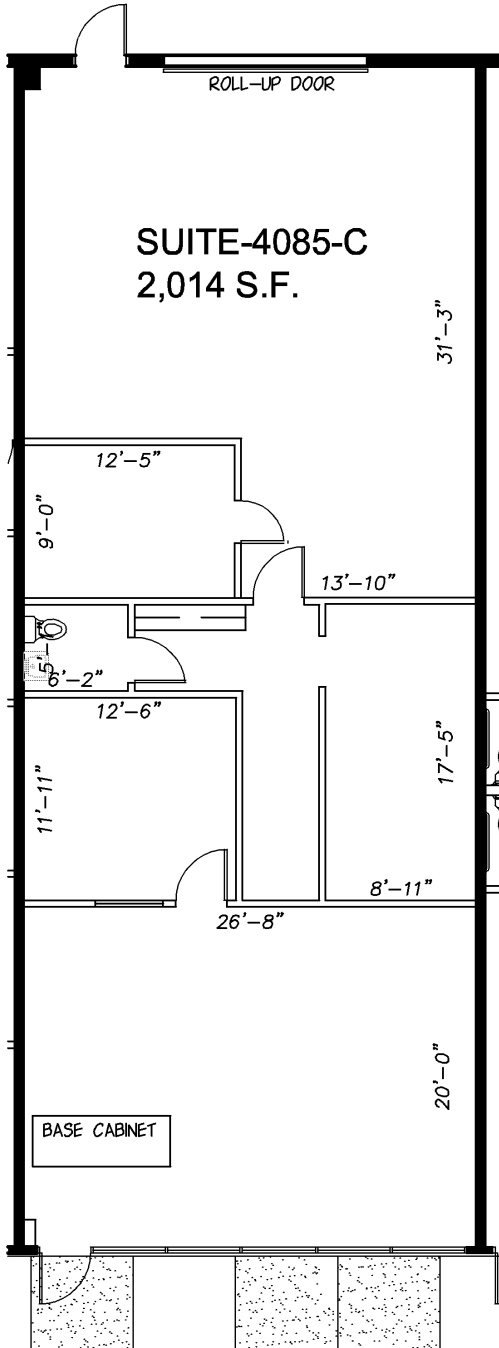 ROLL-UP DOOR
SUITE-4085-C
2,014 S.F.
31'-3"
12'-5"
9'-0"
13'-10"
6'-2"
12'-6"
17'-5"
11'-11"
8'-11"
26'-8"
20'-0"
BASE CABINET